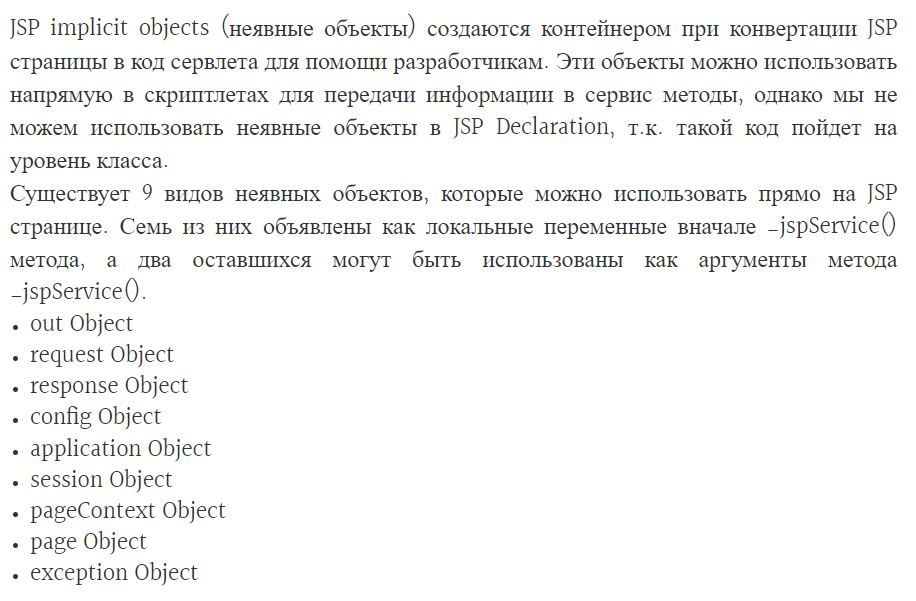 JSP implicit objects (неявные объекты) создаются контейнером при конвертации JSP
страницы в код сервлета для помощи разработчикам. Эти объекты можно использовать
напрямую в скриптлетах для передачи информации в сервис методы, однако мы не
можем использовать неявные объекты в JSP Declaration, т.к. такой код пойдет на
уровень класса.
Существует 9 видов неявных объектов, которые можно использовать прямо на JSP
странице. Семь из них объявлены как локальные переменные вначале _jspService()
метода, а два оставшихся могут быть использованы как аргументы метода
_jspService().
• out Object
• request Object
• response Object
• config Object
• application Object
• session Object
• pageContext Object
• page Object
• exception Object